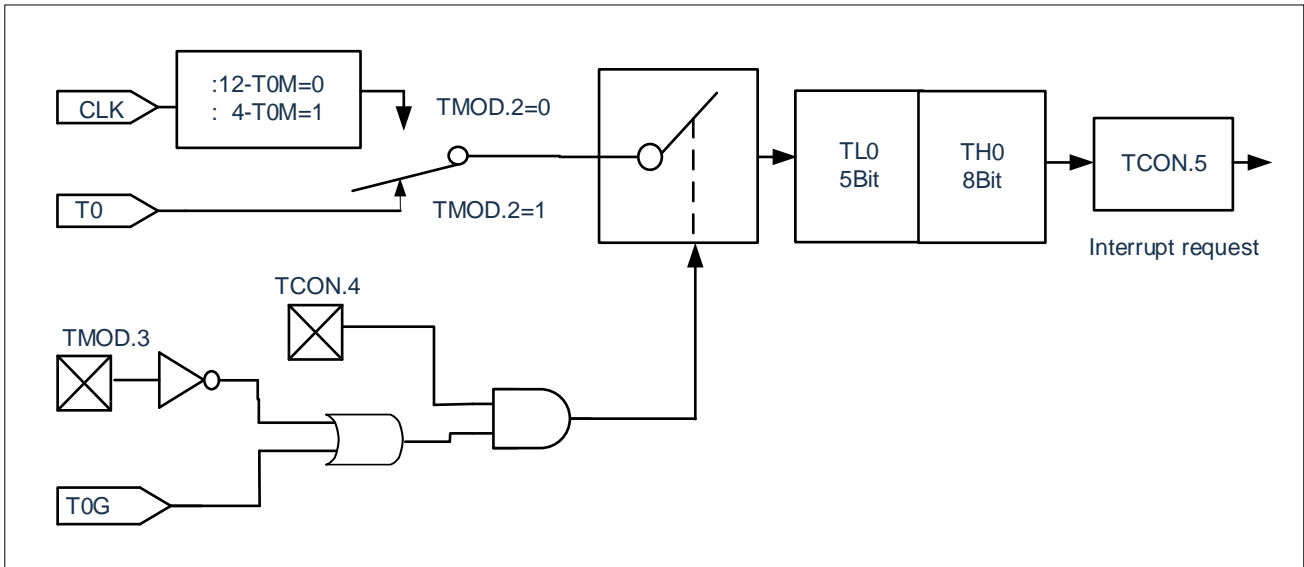 :12-T0M=0
: 4-T0M=1
CLK
TMOD.2=0
T0
TMOD.2=1
TL0
5Bit
TH0
8Bit
TCON.5
Interrupt request
TCON.4
TMOD.3
T0G